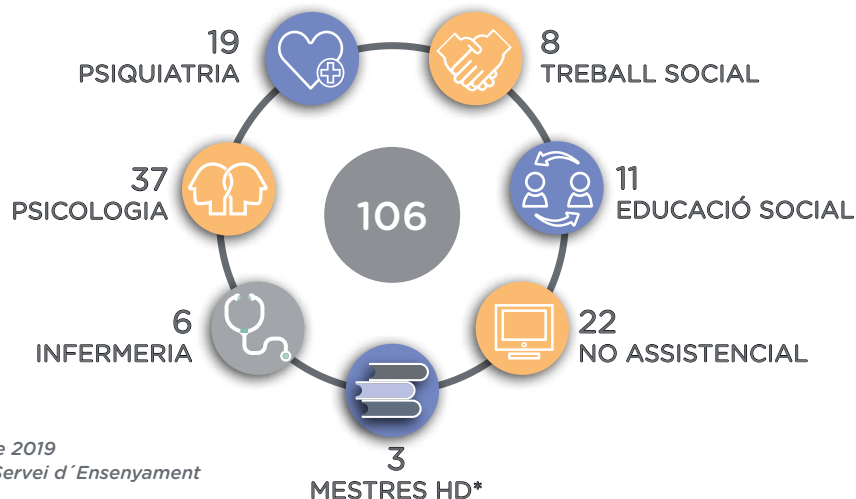 19
PSIQUIATRIA
8
TREBALL SOCIAL
37
PSICOLOGIA
106
11
EDUCACIÓ SOCIAL
6
INFERMERIA
22
NO ASSISTENCIAL
3
MESTRES HD*
2019
Servei d´Ensenyament